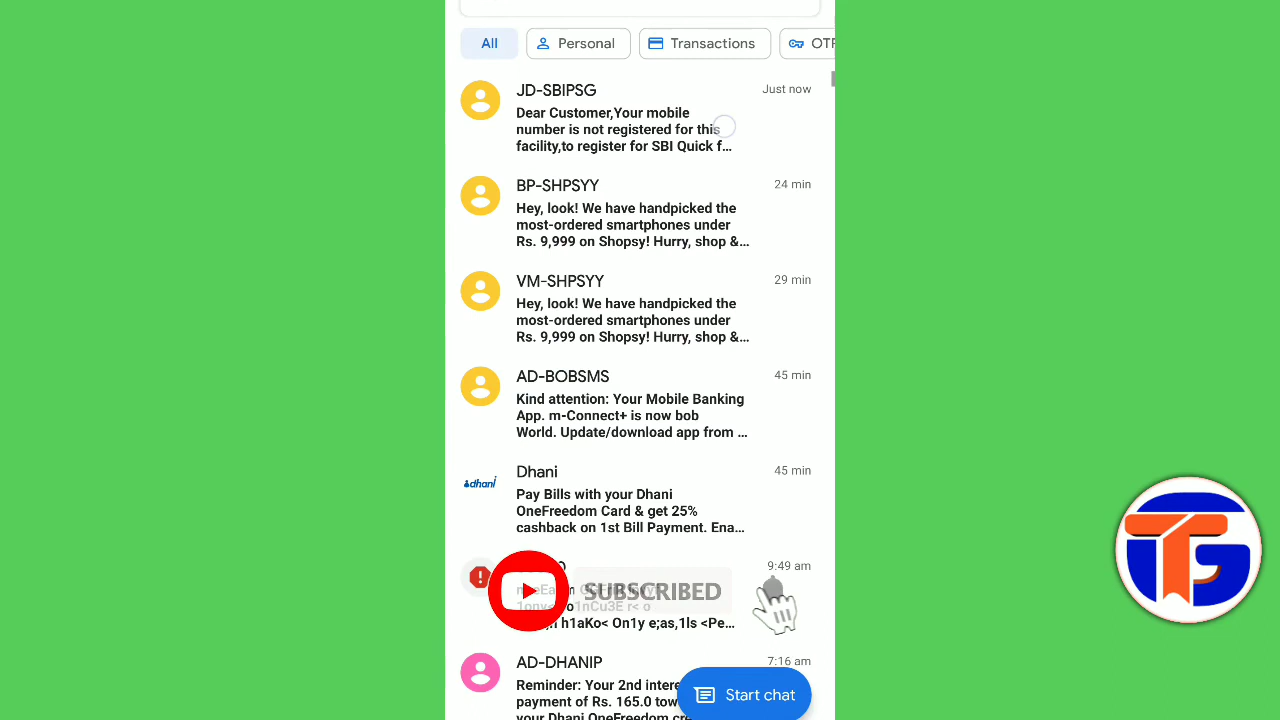 All
Personal
Transactions
JD-SBIPSG
Just now
Dear Customer,Your mobile
number is not registered for this
facility,to register for SBI Quick f...
BP-SHPSYY
24 min
Hey, look! We have handpicked the
most-ordered smartphones under
Rs. 9,999 on Shopsy! Hurry, shop &...
VM-SHPSYY
29 min
Hey, look! We have handpicked the
most-ordered smartphones under
Rs. 9,999 on Shopsy! Hurry, shop &...
AD-BOBSMS
45 min
Kind attention: Your Mobile Banking
App. m-Connect+ is now bob
World. Update/download app from ...
dhani
Dhani
45 min
Pay Bills with your Dhani
OneFreedom Card & get 25%
cashback on 1st Bill Payment. Ena...
9:49 am
SUBSCRIBED
h1aKo< On1y e;as,1ls <Pe...
AD-DHANIP
7:16 am
Reminder: Your 2nd
payment of Rs. 165.0
your Dhani OneFreedom
Start chat
TG